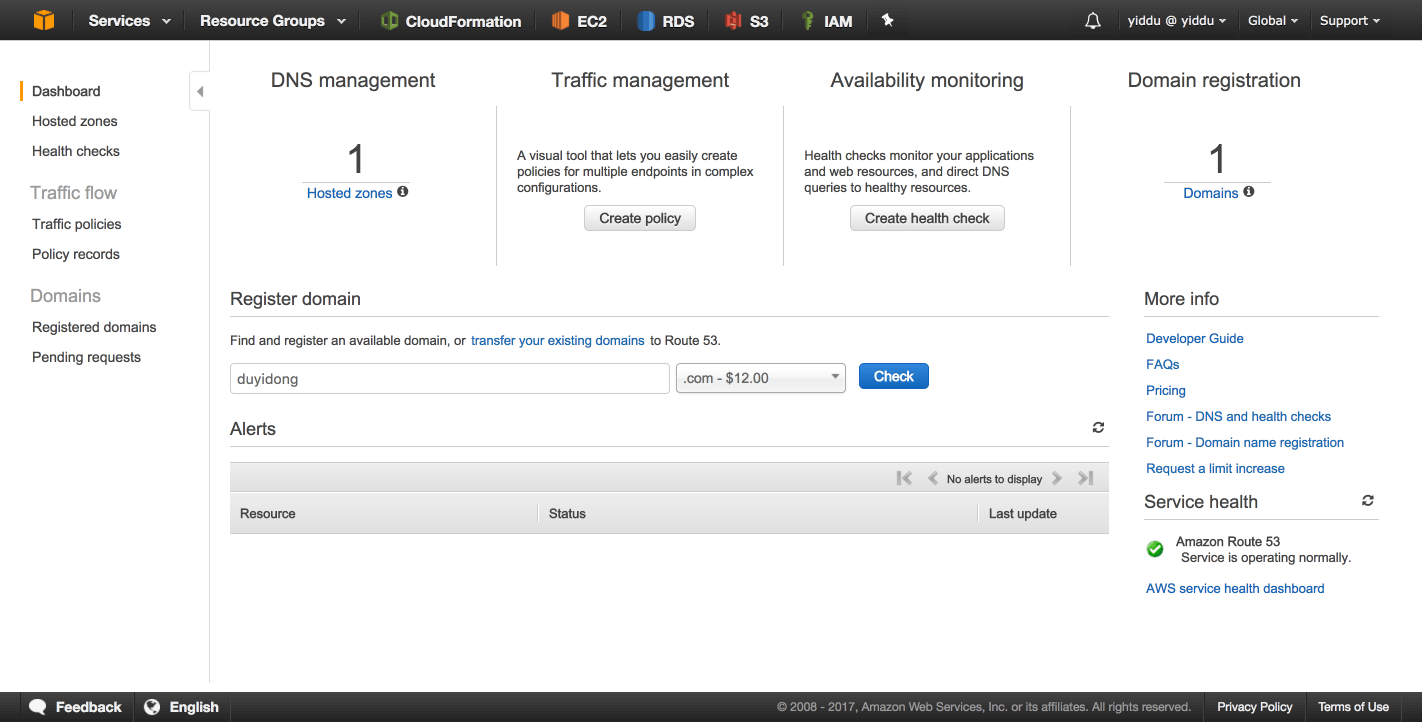 Services Resource Groups CloudFormation EC2 RDS S3 IAM yiddu @ yiddu Global Support
Dashboard
Hosted zones
Health checks
Traffic flow
Traffic policies
Policy records
Domains
Registered domains
Pending requests
DNS management
1
Hosted zones
Traffic management
A visual tool that lets you easily create
policies for multiple endpoints in complex
configurations.
Create policy
Availability monitoring
Health checks monitor your applications
and web resources, and direct DNS
queries to healthy resources.
Create health check
Domain registration
1
Domains
Register domain
Find and register an available domain, or transfer your existing domains to Route 53.
duyidong .com - $12.00 Check
Alerts
No alerts to display
Resource Status Last update
More info
Developer Guide
FAQs
Pricing
Forum - DNS and health checks
Forum - Domain name registration
Request a limit increase
Service health
Amazon Route 53
Service is operating normally.
AWS service health dashboard
Feedback English © 2008 - 2017, Amazon Web Services, Inc. or its affiliates. All rights reserved. Privacy Policy Terms of Use